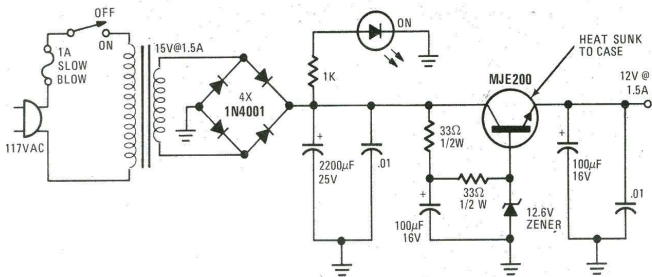 OFF
ON
1A
SLOW
BLOW
117VAC
15V@1.5A
4X
1N4001
ON
1K
2200µF
25V
.01
33Ω
1/2W
33Ω
1/2 W
100µF
16V
MJE200
HEAT SUNK
TO CASE
12.6V
ZENER
12V @
1.5A
100µF
16V
.01
+
+
+